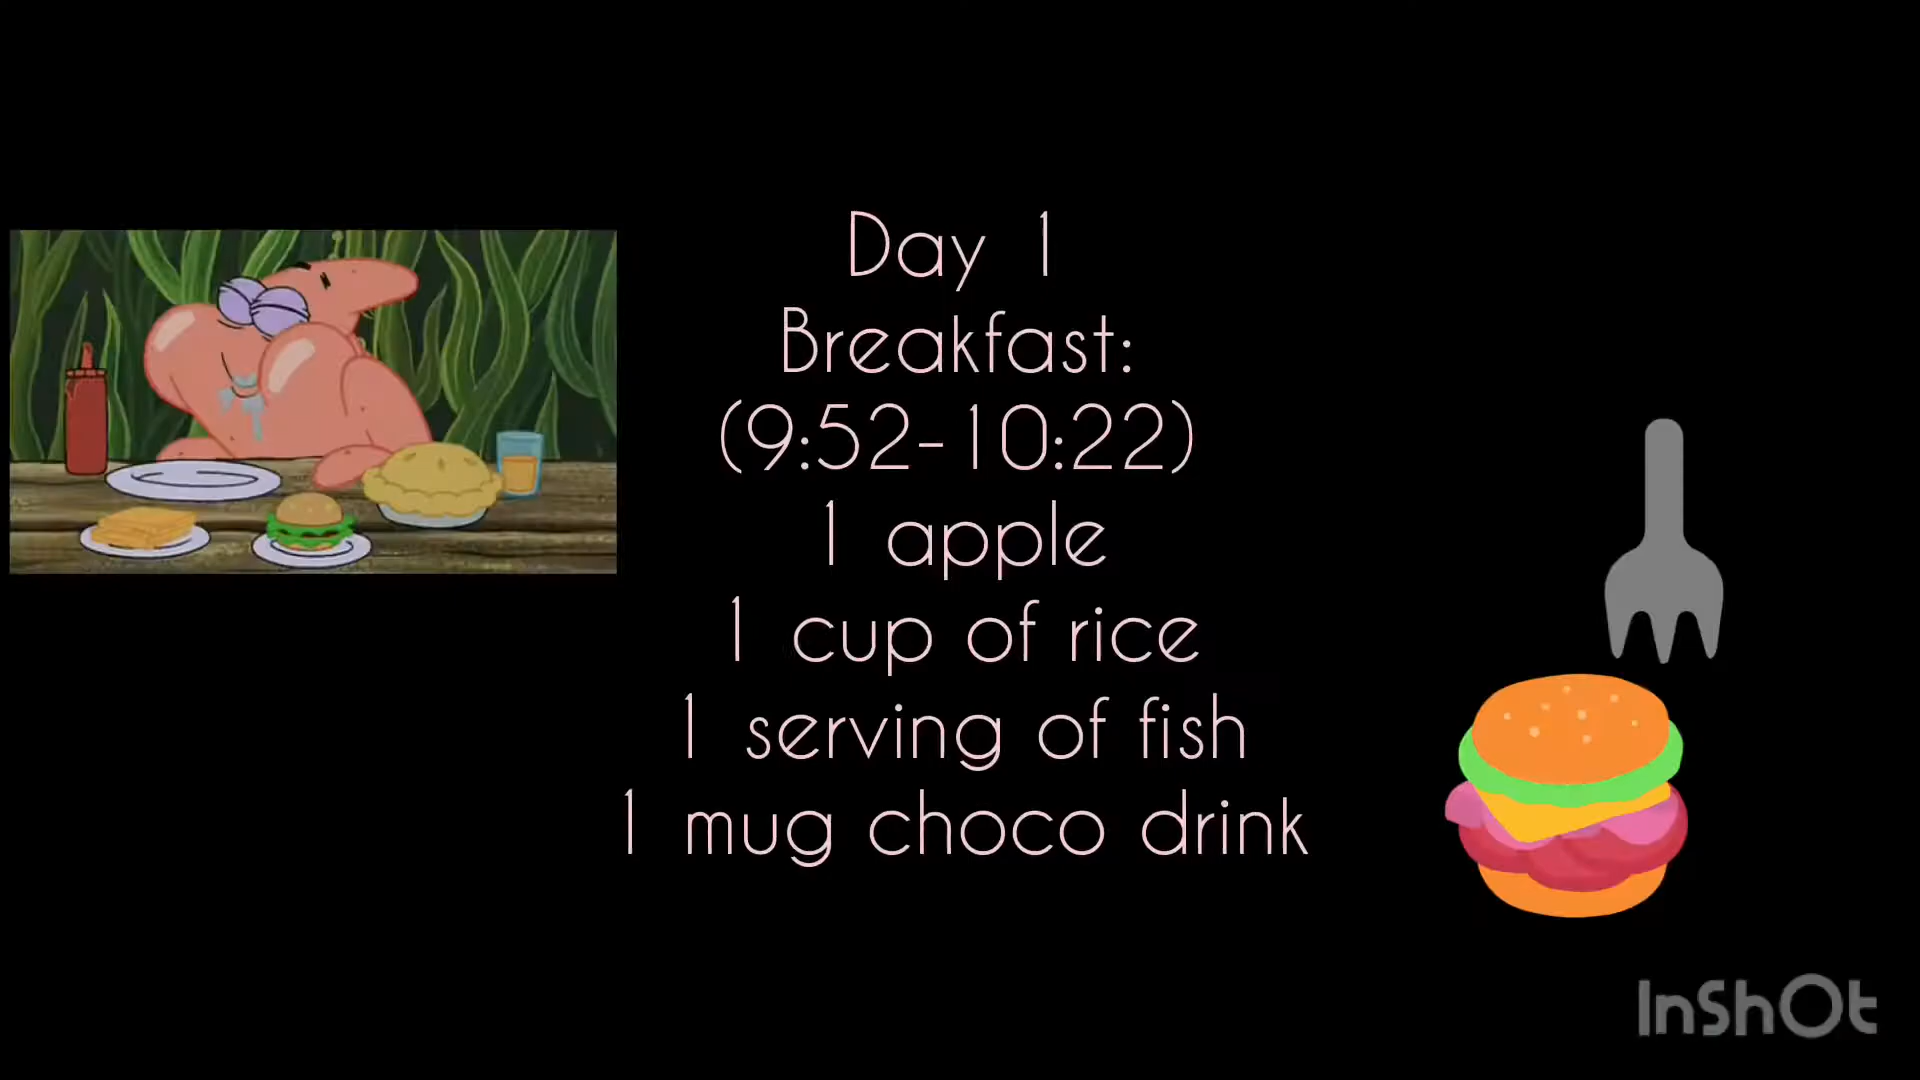 Day 1
Breakfast:
(9:52-10:22)
1 apple
1 cup of rice
1 serving of fish
1 mug choco drink
InShOt